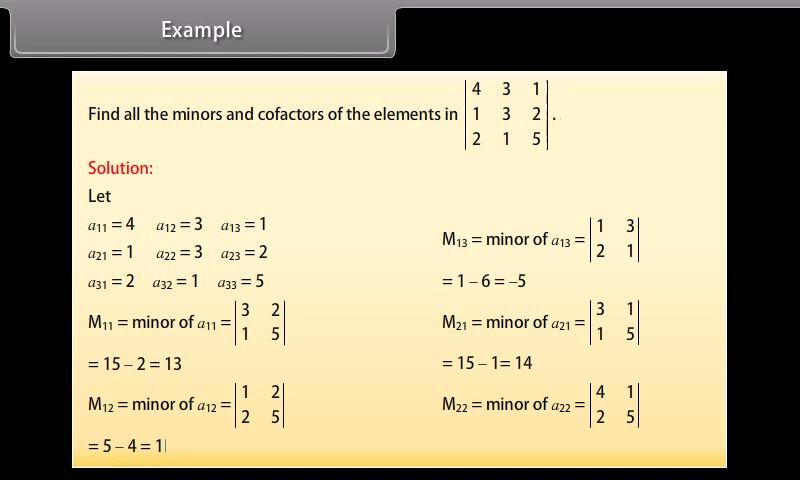 Example
Find all the minors and cofactors of the elements in | 4 3 1 |
| 1 3 2 | .
| 2 1 5 |
Solution:
Let
a11 = 4 a12 = 3 a13 = 1
a21 = 1 a22 = 3 a23 = 2
a31 = 2 a32 = 1 a33 = 5
M11 = minor of a11 = | 3 2 |
| 1 5 |
= 15 – 2 = 13
M12 = minor of a12 = | 1 2 |
| 2 5 |
= 5 – 4 = 1
M13 = minor of a13 = | 1 3 |
| 2 1 |
= 1 – 6 = –5
M21 = minor of a21 = | 3 1 |
| 1 5 |
= 15 – 1= 14
M22 = minor of a22 = | 4 1 |
| 2 5 |